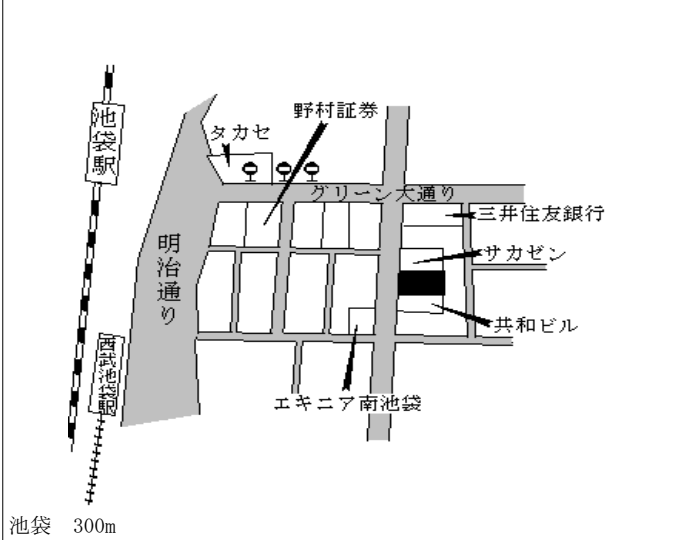 野村証券
池袋駅
タカセ
グリーン大通り
三井住友銀行
明治通り
サカゼン
共和ビル
西武池袋駅
エキニア南池袋
池袋　300m